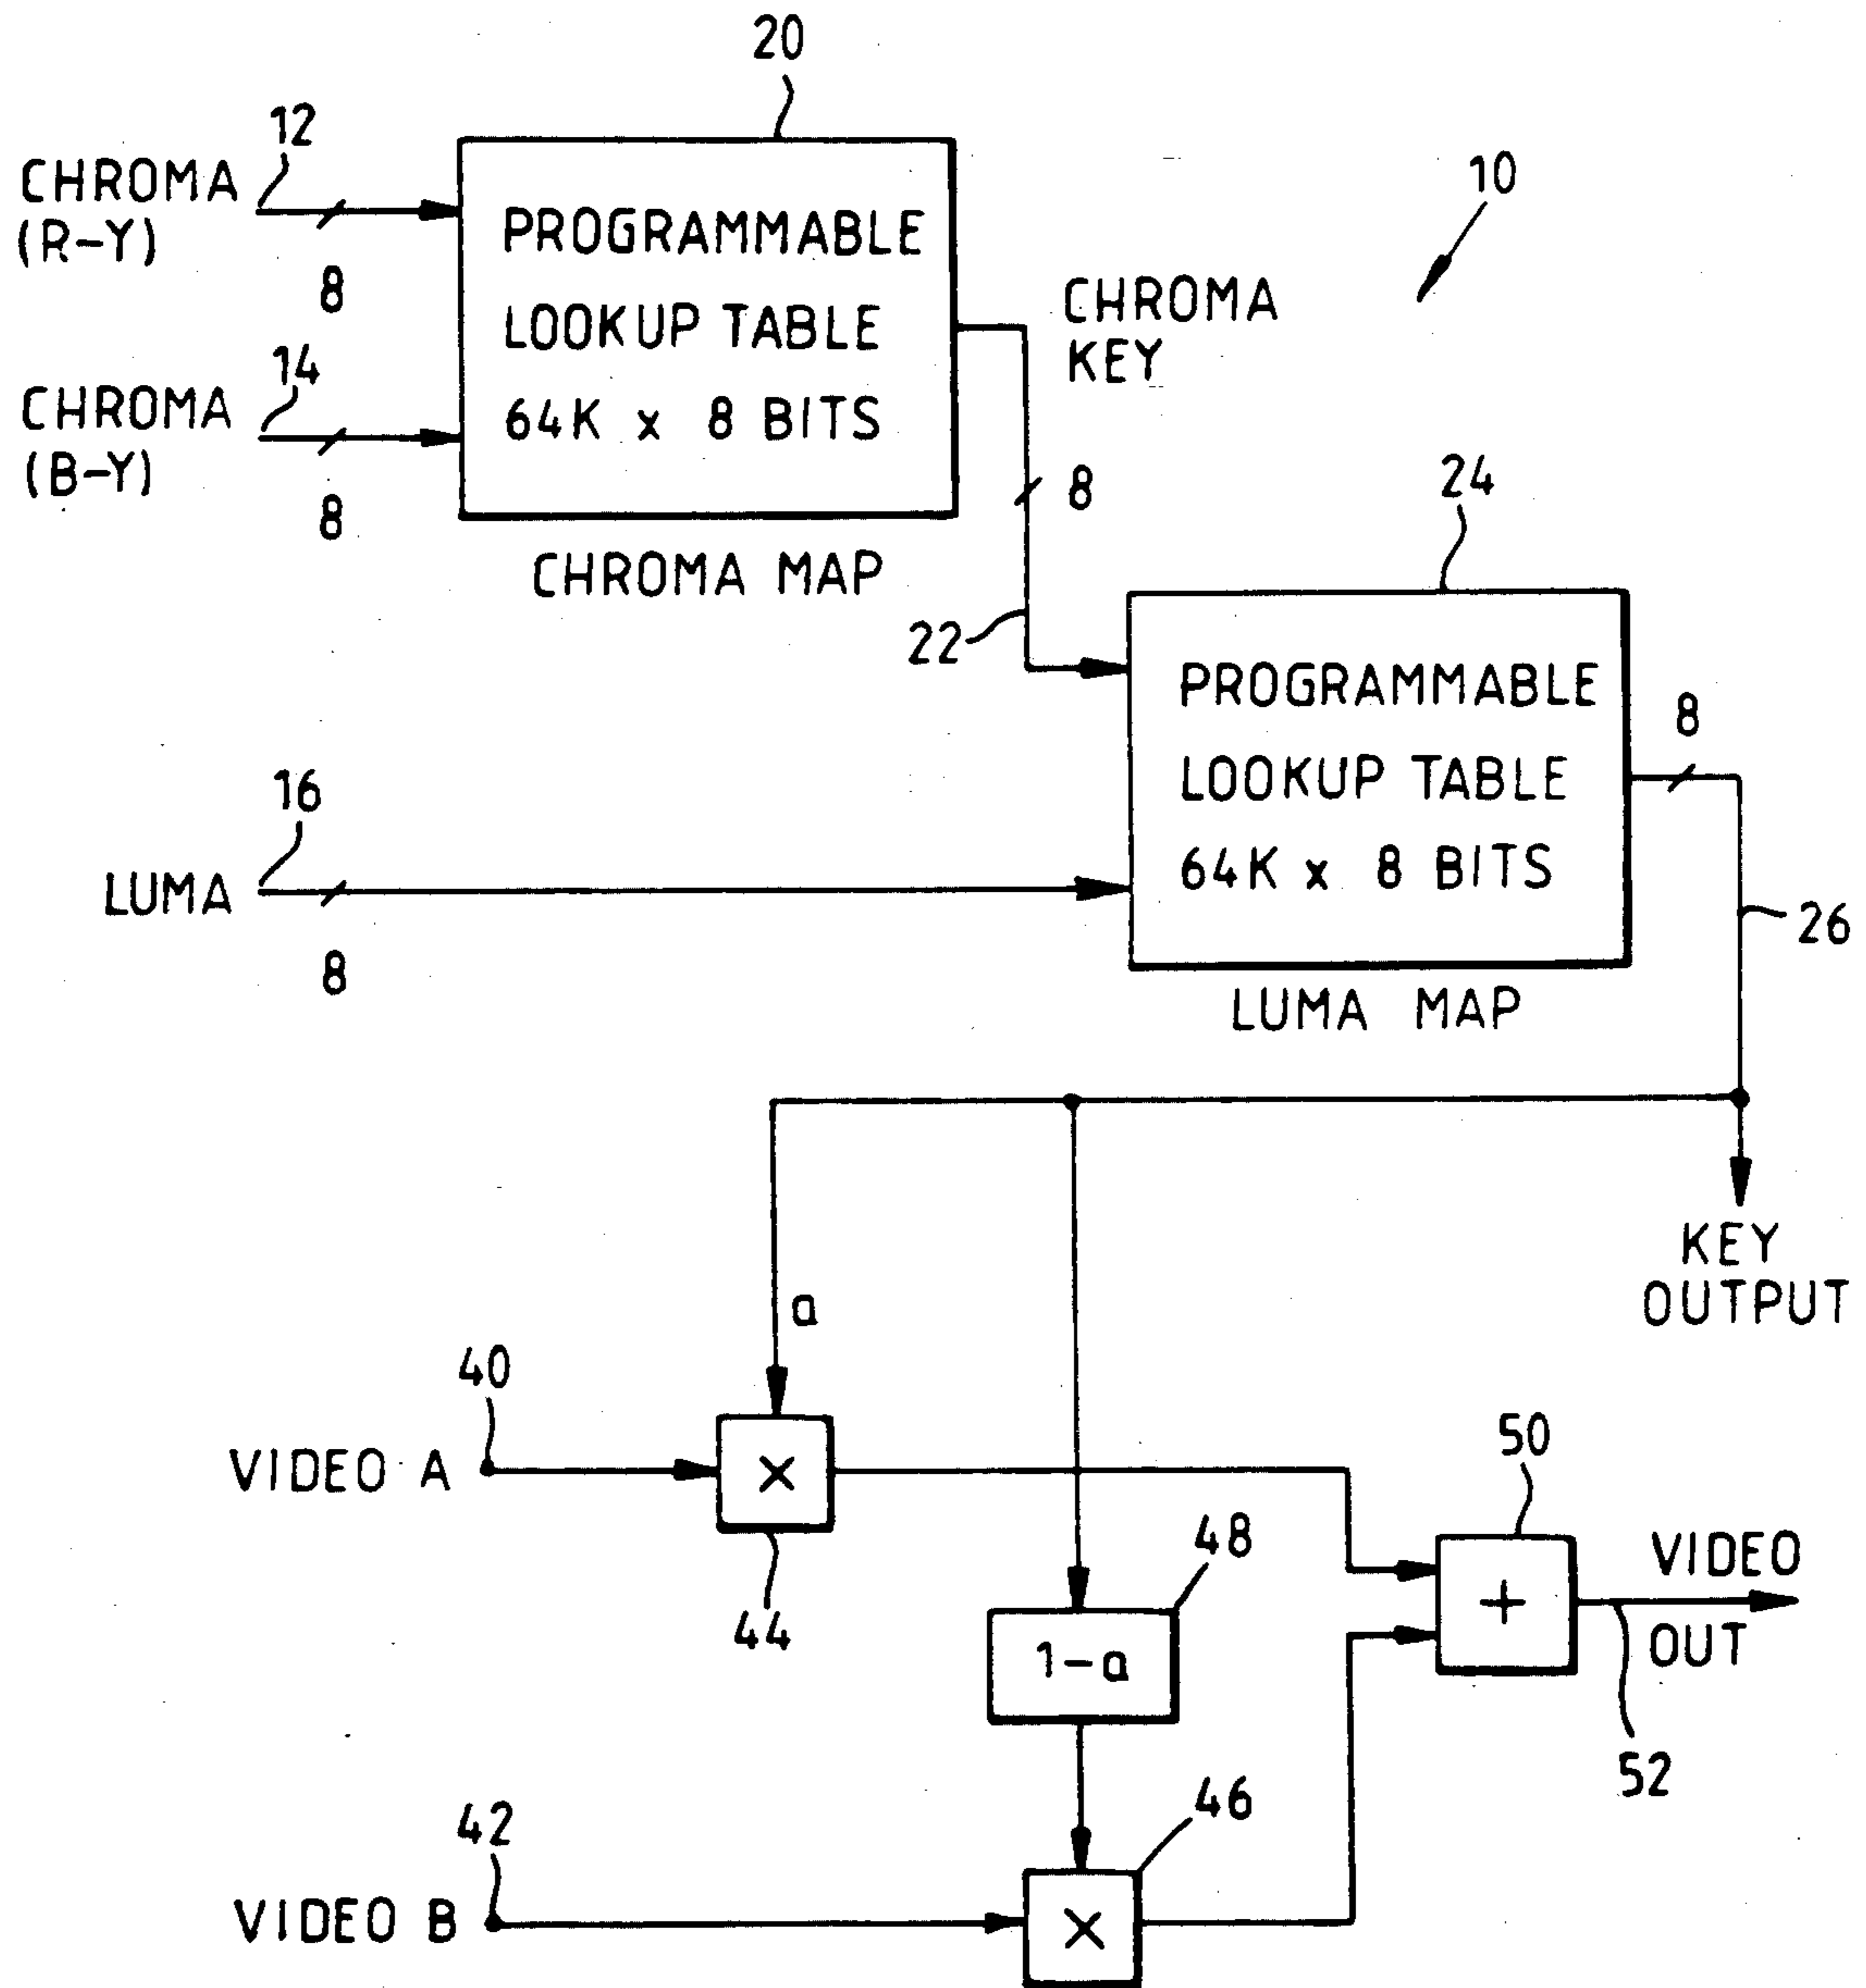 20
12
CHROMA
(R-Y)
8
10
PROGRAMMABLE
LOOKUP TABLE
64K x 8 BITS
CHROMA
KEY
14
CHROMA
(B-Y)
8
8
CHROMA MAP
24
22
PROGRAMMABLE
LOOKUP TABLE
64K x 8 BITS
8
16
LUMA
8
26
LUMA MAP
KEY
OUTPUT
a
40
VIDEO A
×
44
48
1-a
50
+
VIDEO
OUT
52
46
42
VIDEO B
×